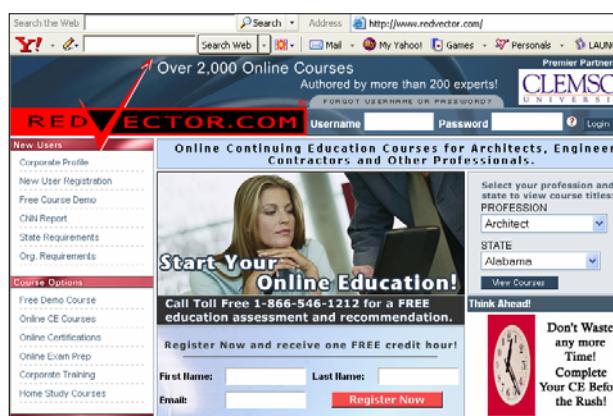 Search the Web Search Address http://www.redvector.com/
Y! Search Web Mail My Yahoo! Games Personals LAUN
Over 2,000 Online Courses
Authored by more than 200 experts!
Premier Partner
CLEMSO
UNIVERSI
FORGOT USERNAME OR PASSWORD?
REDVECTOR.COM
Username Password ? Login
New Users
Corporate Profile
New User Registration
Free Course Demo
CNN Report
State Requirements
Org. Requirements
Course Options
Free Demo Course
Online CE Courses
Online Certifications
Online Exam Prep
Corporate Training
Home Study Courses
Online Continuing Education Courses for Architects, Engineer
Contractors and Other Professionals.
Start Your
Online Education!
Call Toll Free 1-866-546-1212 for a FREE
education assessment and recommendation.
Register Now and receive one FREE credit hour!
First Name: Last Name:
Email: Register Now
Select your profession and
state to view course titles:
PROFESSION
Architect
STATE
Alabama
View Courses
Think Ahead!
Don't Waste
any more
Time!
Complete
Your CE Befo
the Rush!